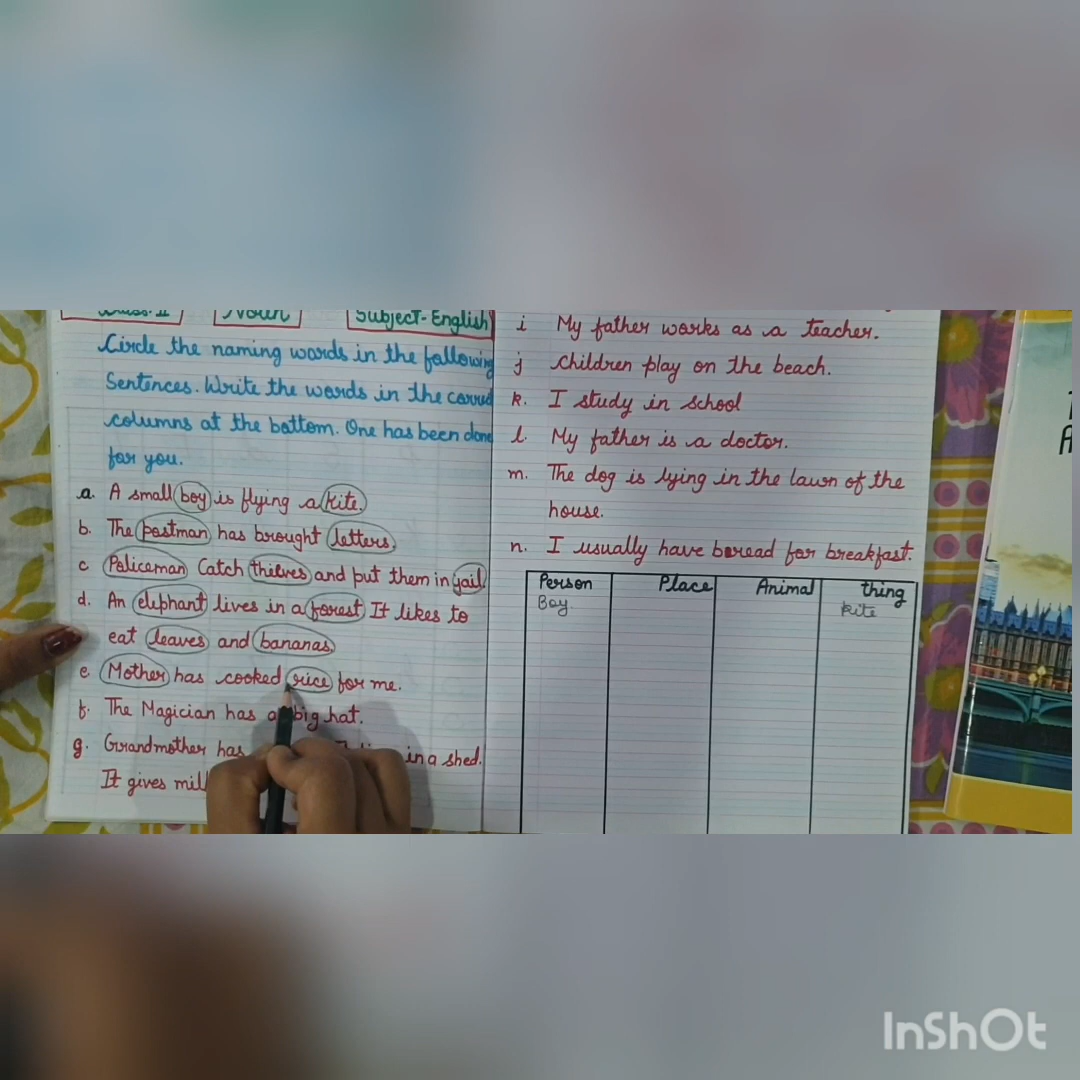 Class-II
Noun
Subject-English
Circle the naming words in the following
Sentences. Write the words in the
columns at the bottom. One has been done
for you.
a. A small boy is flying a kite.
b. The postman has brought letters.
c Policeman Catch thieves and put them in jail
d. An elephant lives in a forest It likes to
eat leaves and bananas.
e. Mother has cooked rice for me.
f. The Magician has a big hat.
g. Grandmother has in a shed.
It gives
i My father works as a teacher.
j children play on the beach.
k. I study in school
l. My father is a doctor.
m. The dog is lying in the lawn of the
house.
n. I usually have boread for breakfast.
Person Place Animal thing
Boy kite
InShOt